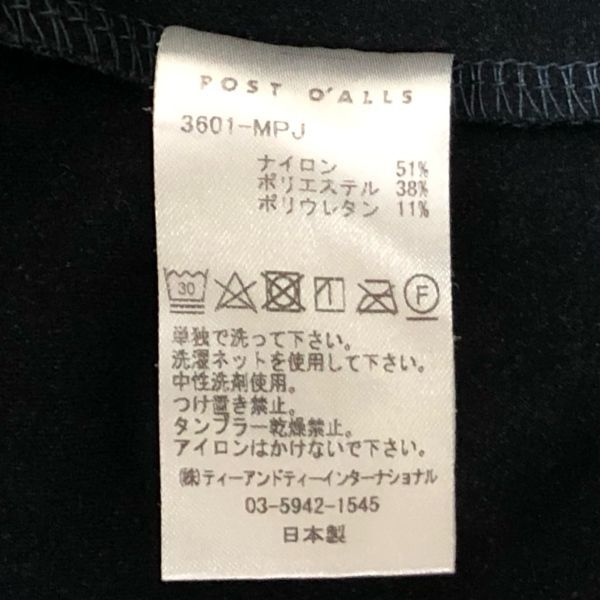 POST O'ALLS
3601-MPJ
ナイロン 51%
ポリエステル 38%
ポリウレタン 11%
30 F
単独で洗って下さい。
洗濯ネットを使用して下さい。
中性洗剤使用。
つけ置き禁止。
タンブラー乾燥禁止。
アイロンはかけないで下さい。
㈱ティーアンドティーインターナショナル
03-5942-1545
日本製